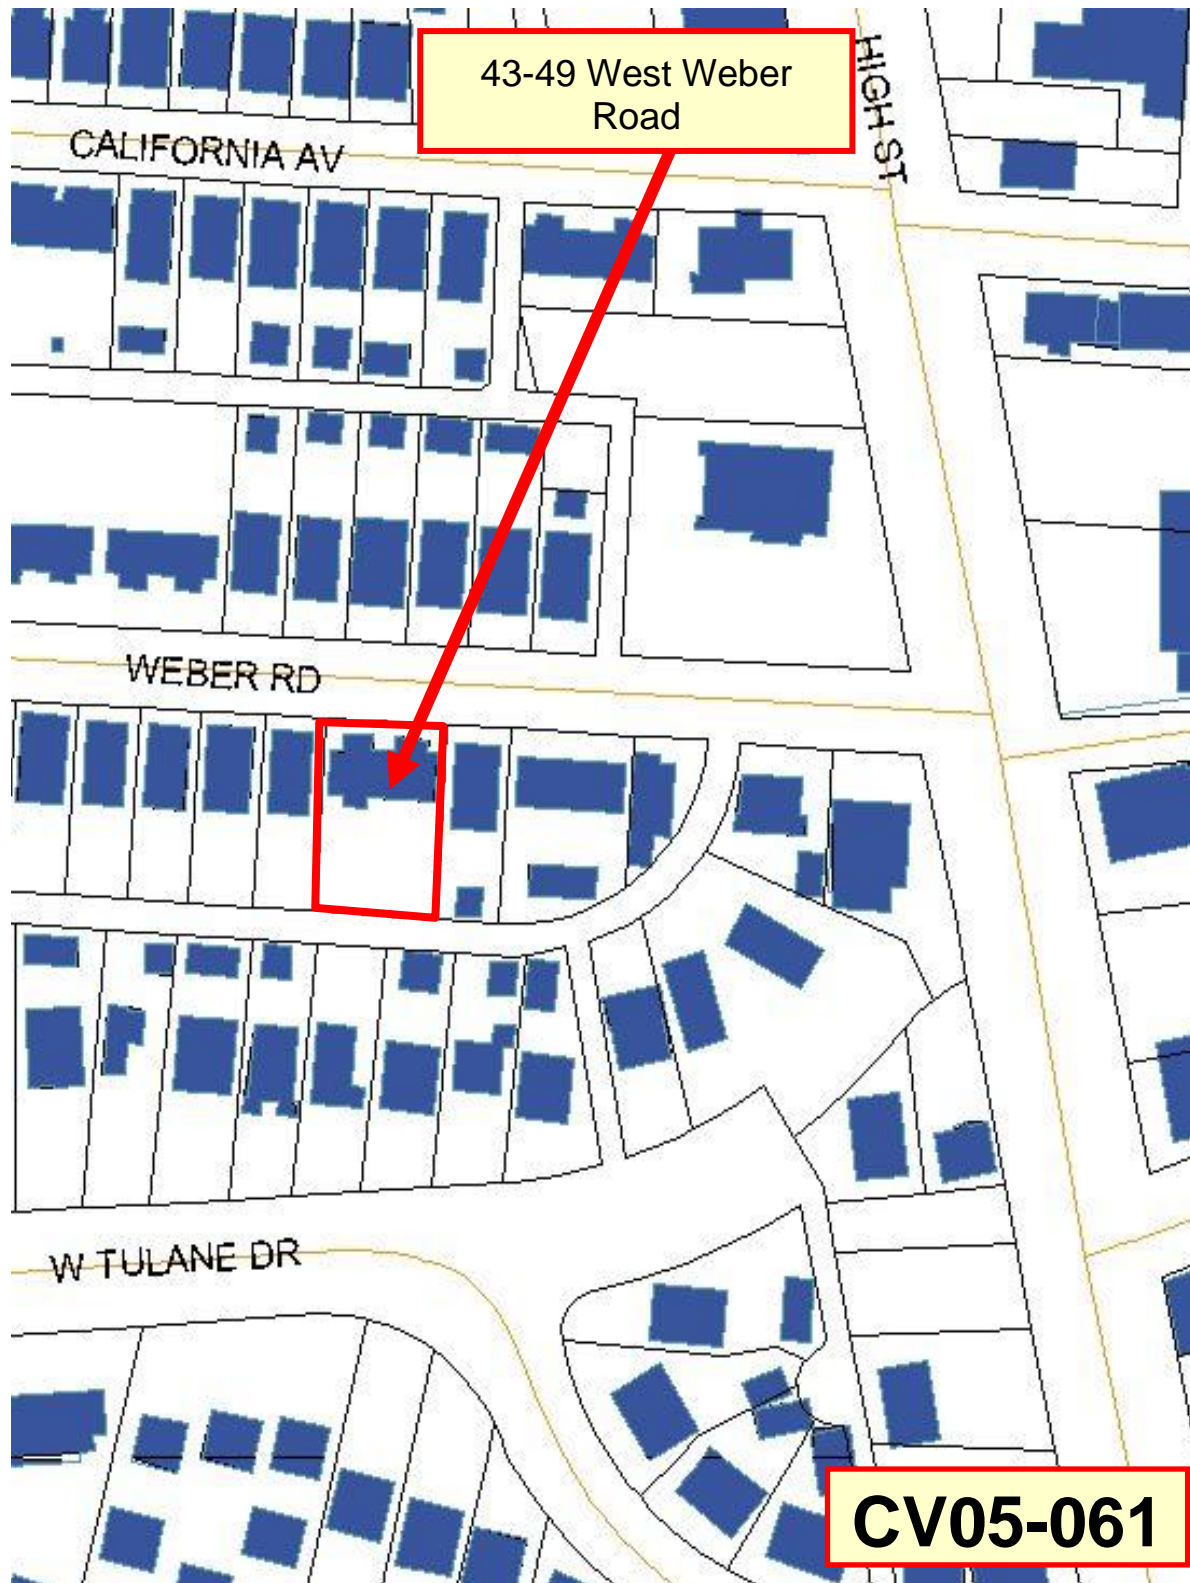 43-49 West Weber
Road
HIGH ST
CALIFORNIA AV
WEBER RD
W TULANE DR
CV05-061